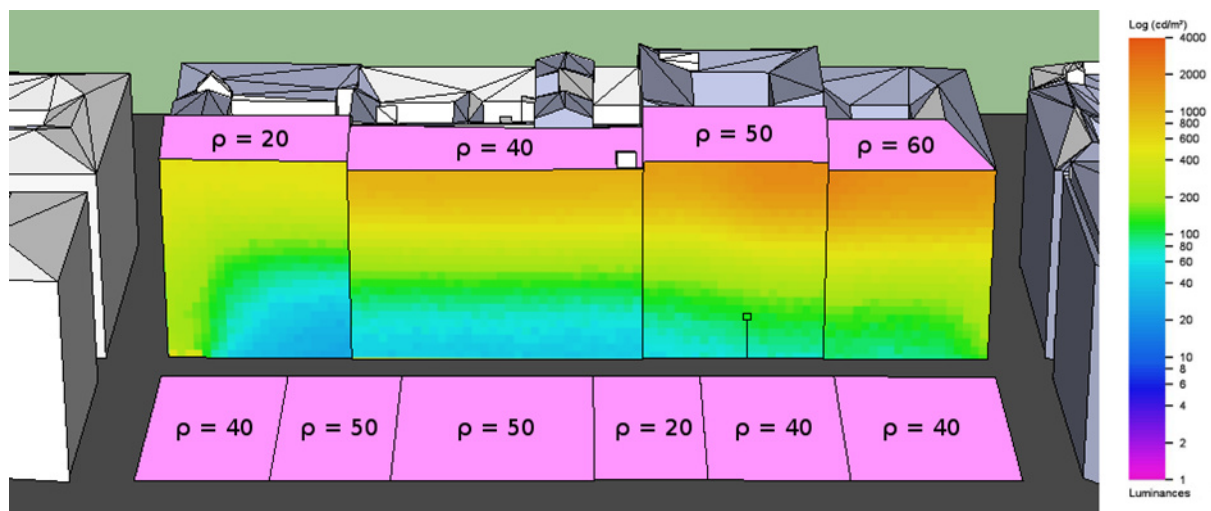 Log (cd/m²)
4000
2000
1000
800
600
400
200
100
80
60
40
20
10
8
6
4
2
1
Luminances
ρ = 20
ρ = 40
ρ = 50
ρ = 60
ρ = 40
ρ = 50
ρ = 50
ρ = 20
ρ = 40
ρ = 40